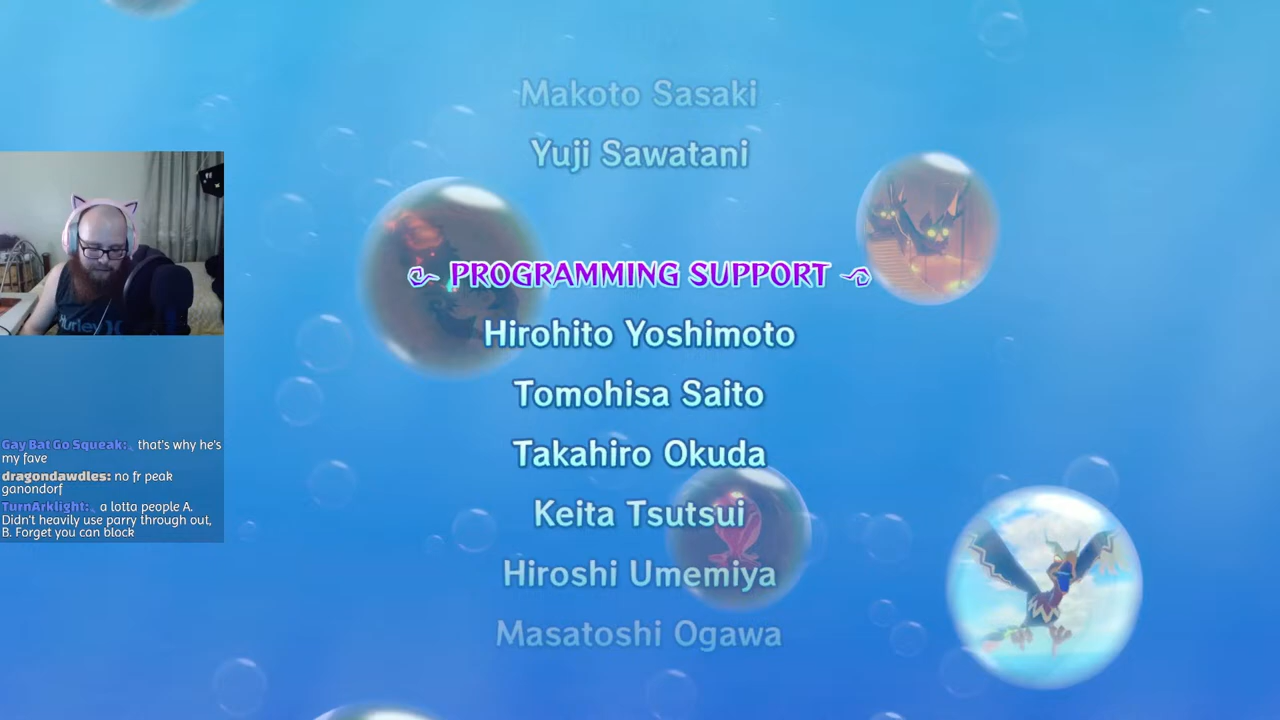 Makoto Sasaki
Yuji Sawatani
PROGRAMMING SUPPORT
Hirohito Yoshimoto
Tomohisa Saito
Takahiro Okuda
Keita Tsutsui
Hiroshi Umemiya
Masatoshi Ogawa
Hurley
Gay Bat Go Squeak: that's why he's
my fave
dragondawdles: no fr peak
ganondorf
TurnArklight: a lotta people A.
Didn't heavily use parry through out,
B. Forget you can block